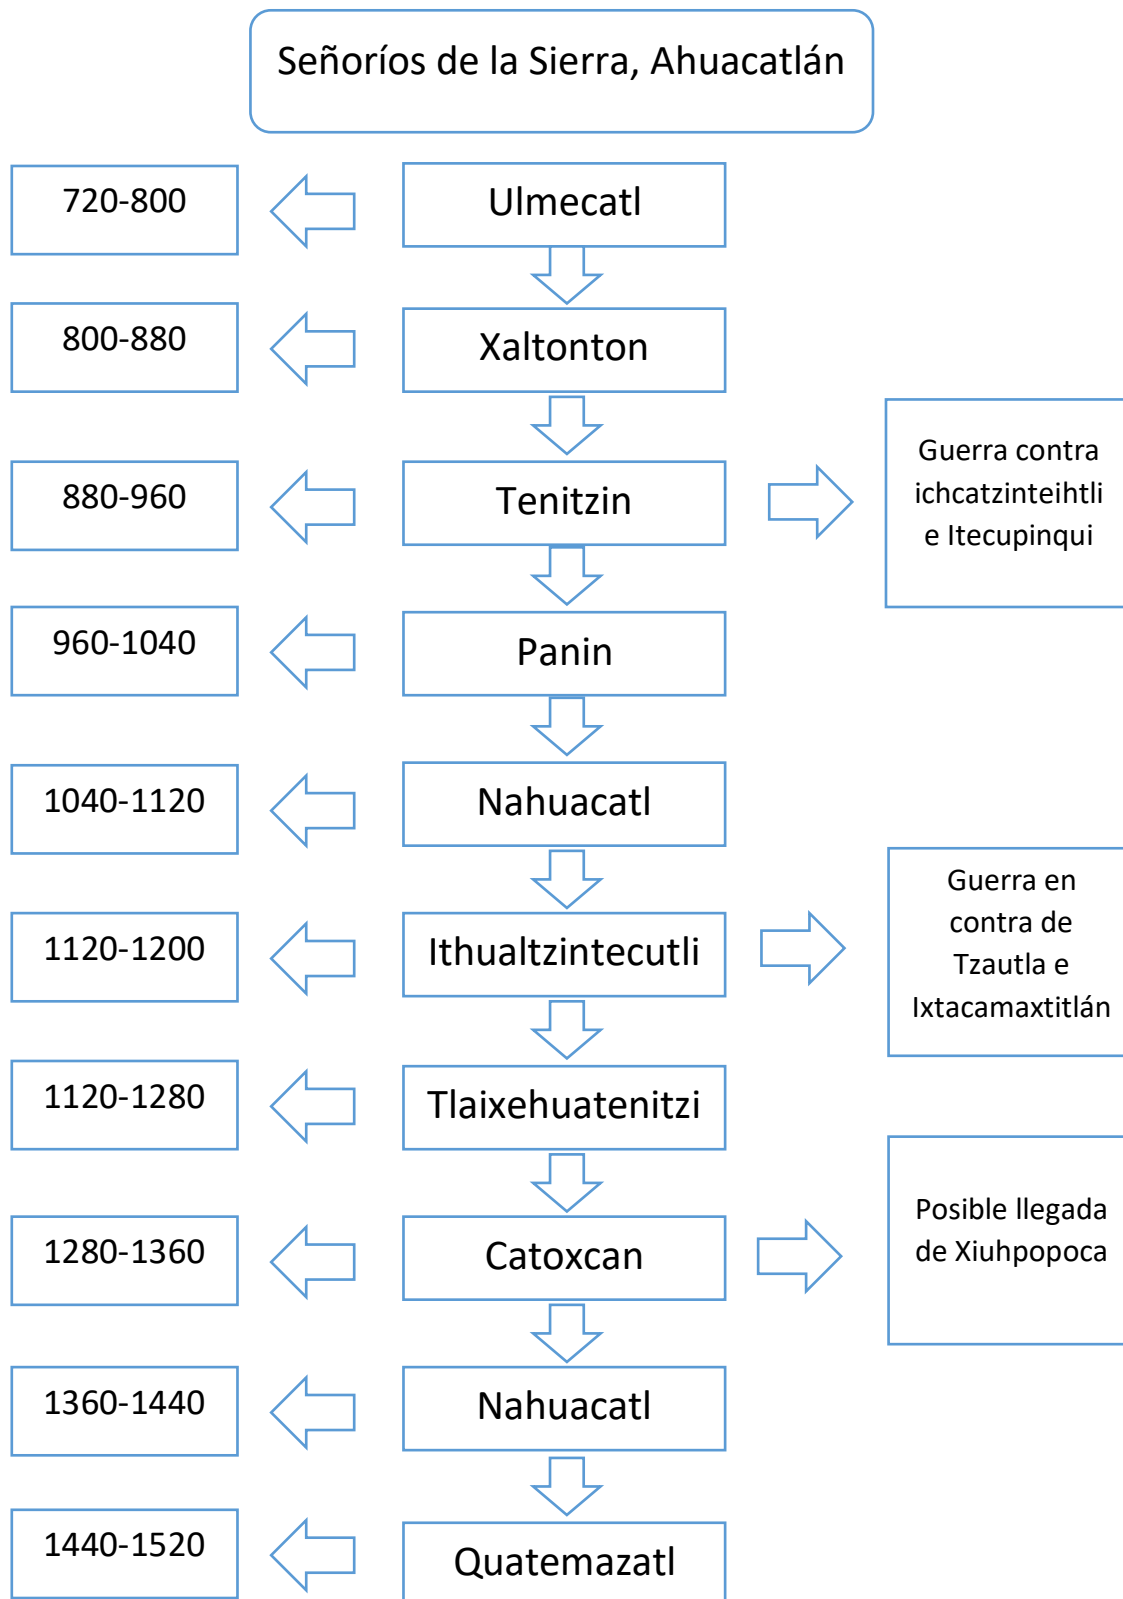 Señoríos de la Sierra, Ahuacatlán
720-800
Ulmecatl
800-880
Xaltonton
880-960
Tenitzin
Guerra contra
ichcatzinteihtli
e Itecupinqui
960-1040
Panin
1040-1120
Nahuacatl
1120-1200
Ithualtzintecutli
Guerra en
contra de
Tzautla e
Ixtacamaxtitlán
1120-1280
Tlaixehuatenitzi
1280-1360
Catoxcan
Posible llegada
de Xiuhpopoca
1360-1440
Nahuacatl
1440-1520
Quatemazatl